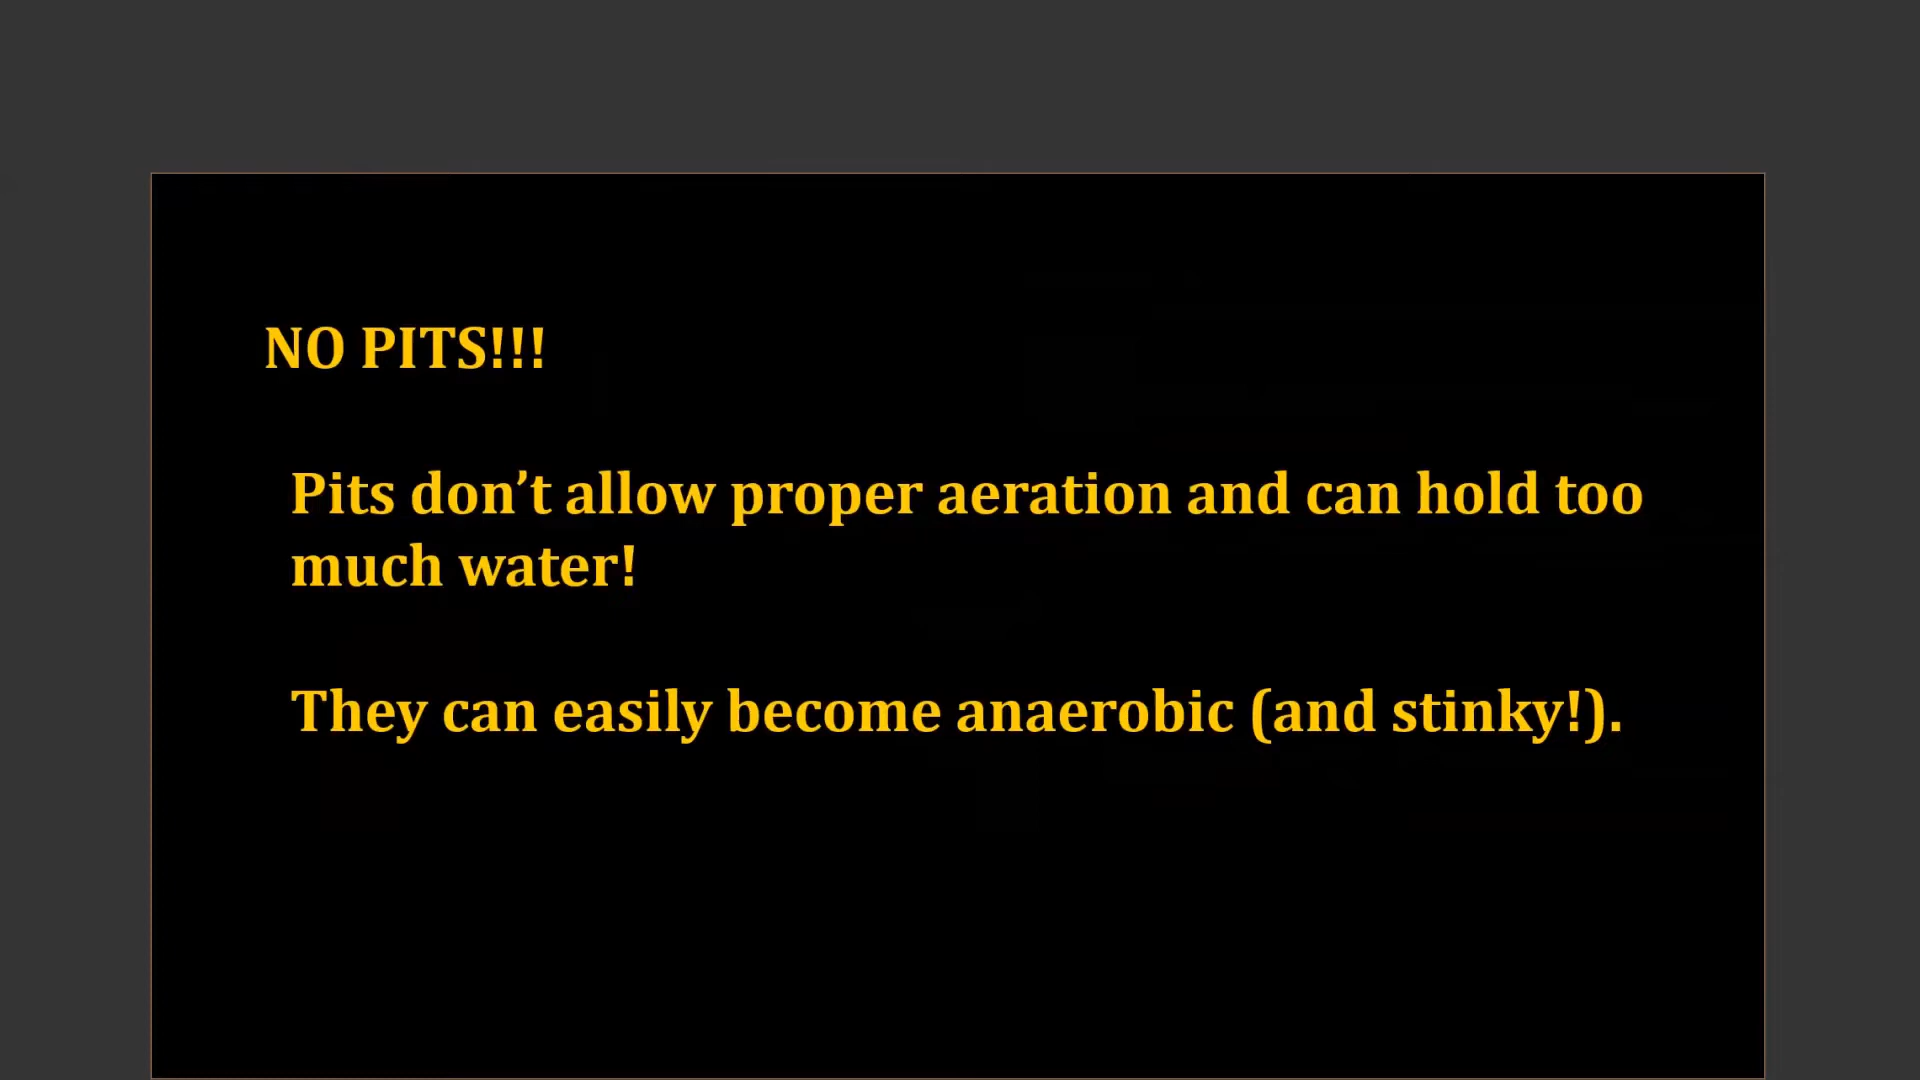 NO PITS!!!
Pits don’t allow proper aeration and can hold too
much water!
They can easily become anaerobic (and stinky!).